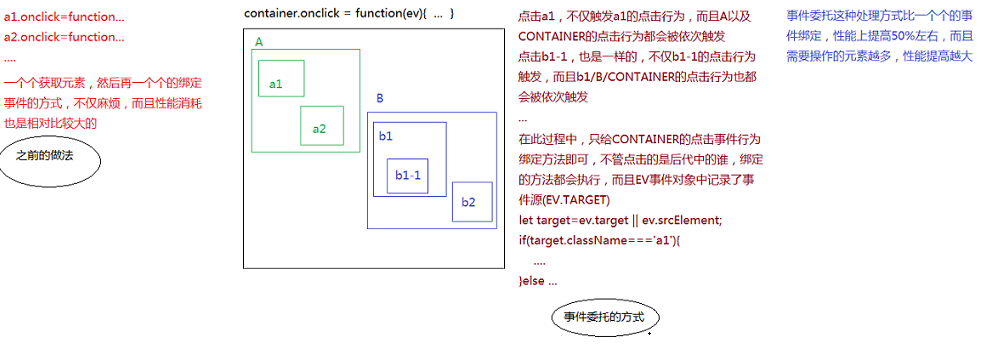 a1.onclick=function...
a2.onclick=function...
....
一个个获取元素，然后再一个个的绑定
事件的方式，不仅麻烦，而且性能消耗
也是相对比较大的
之前的做法
container.onclick = function(ev){ ... }
A
a1
a2
B
b1
b1-1
b2
点击a1，不仅触发a1的点击行为，而且A以及
CONTAINER的点击行为都会被依次触发
点击b1-1，也是一样的，不仅b1-1的点击行为
触发，而且b1/B/CONTAINER的点击行为也都
会被依次触发
...
在此过程中，只给CONTAINER的点击事件行为
绑定方法即可，不管点击的是后代中的谁，绑定
的方法都会执行，而且EV事件对象中记录了事
件源(EV.TARGET)
let target=ev.target || ev.srcElement;
if(target.className==='a1'){
....
}else ...
事件委托的方式
事件委托这种处理方式比一个个的事
件绑定，性能上提高50%左右，而且
需要操作的元素越多，性能提高越大